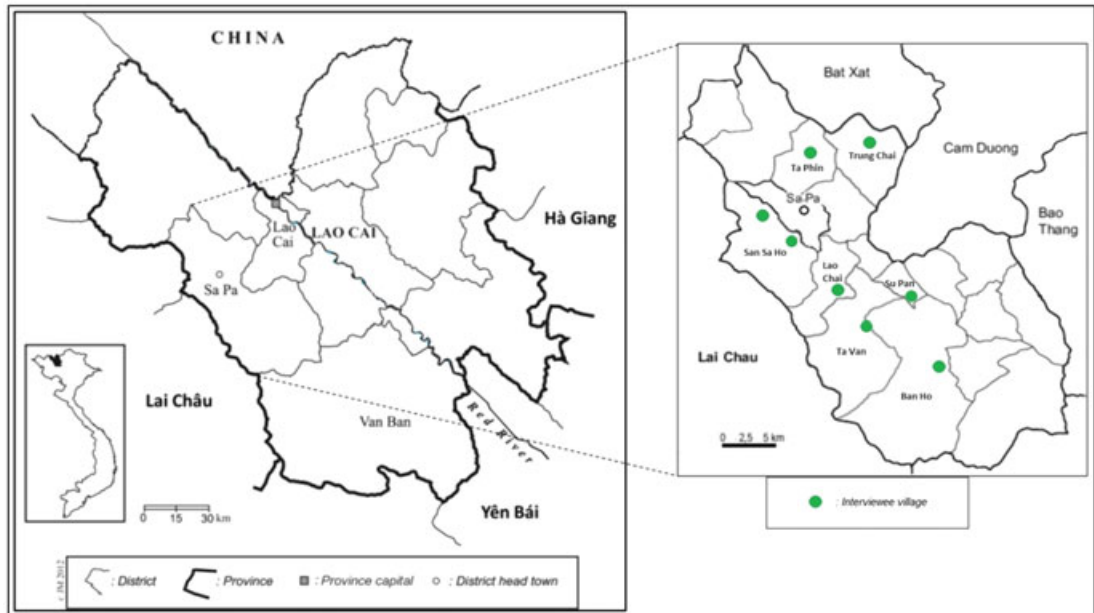 CHINA
Hà Giang
Lao
Cai
LAO CAI
Sa Pa
Lai Châu
Van Ban
Red River
Yên Bái
0 15 30 km
c JM 2012
: District : Province : Province capital : District head town
Bat Xat
Cam Duong
Bao
Thang
Ta Phin
Trung Chai
Sa Pa
San Sa Ho
Lao
Chai
Su Pan
Ta Van
Lai Chau
Ban Ho
0 2,5 5 km
: Interviewee village